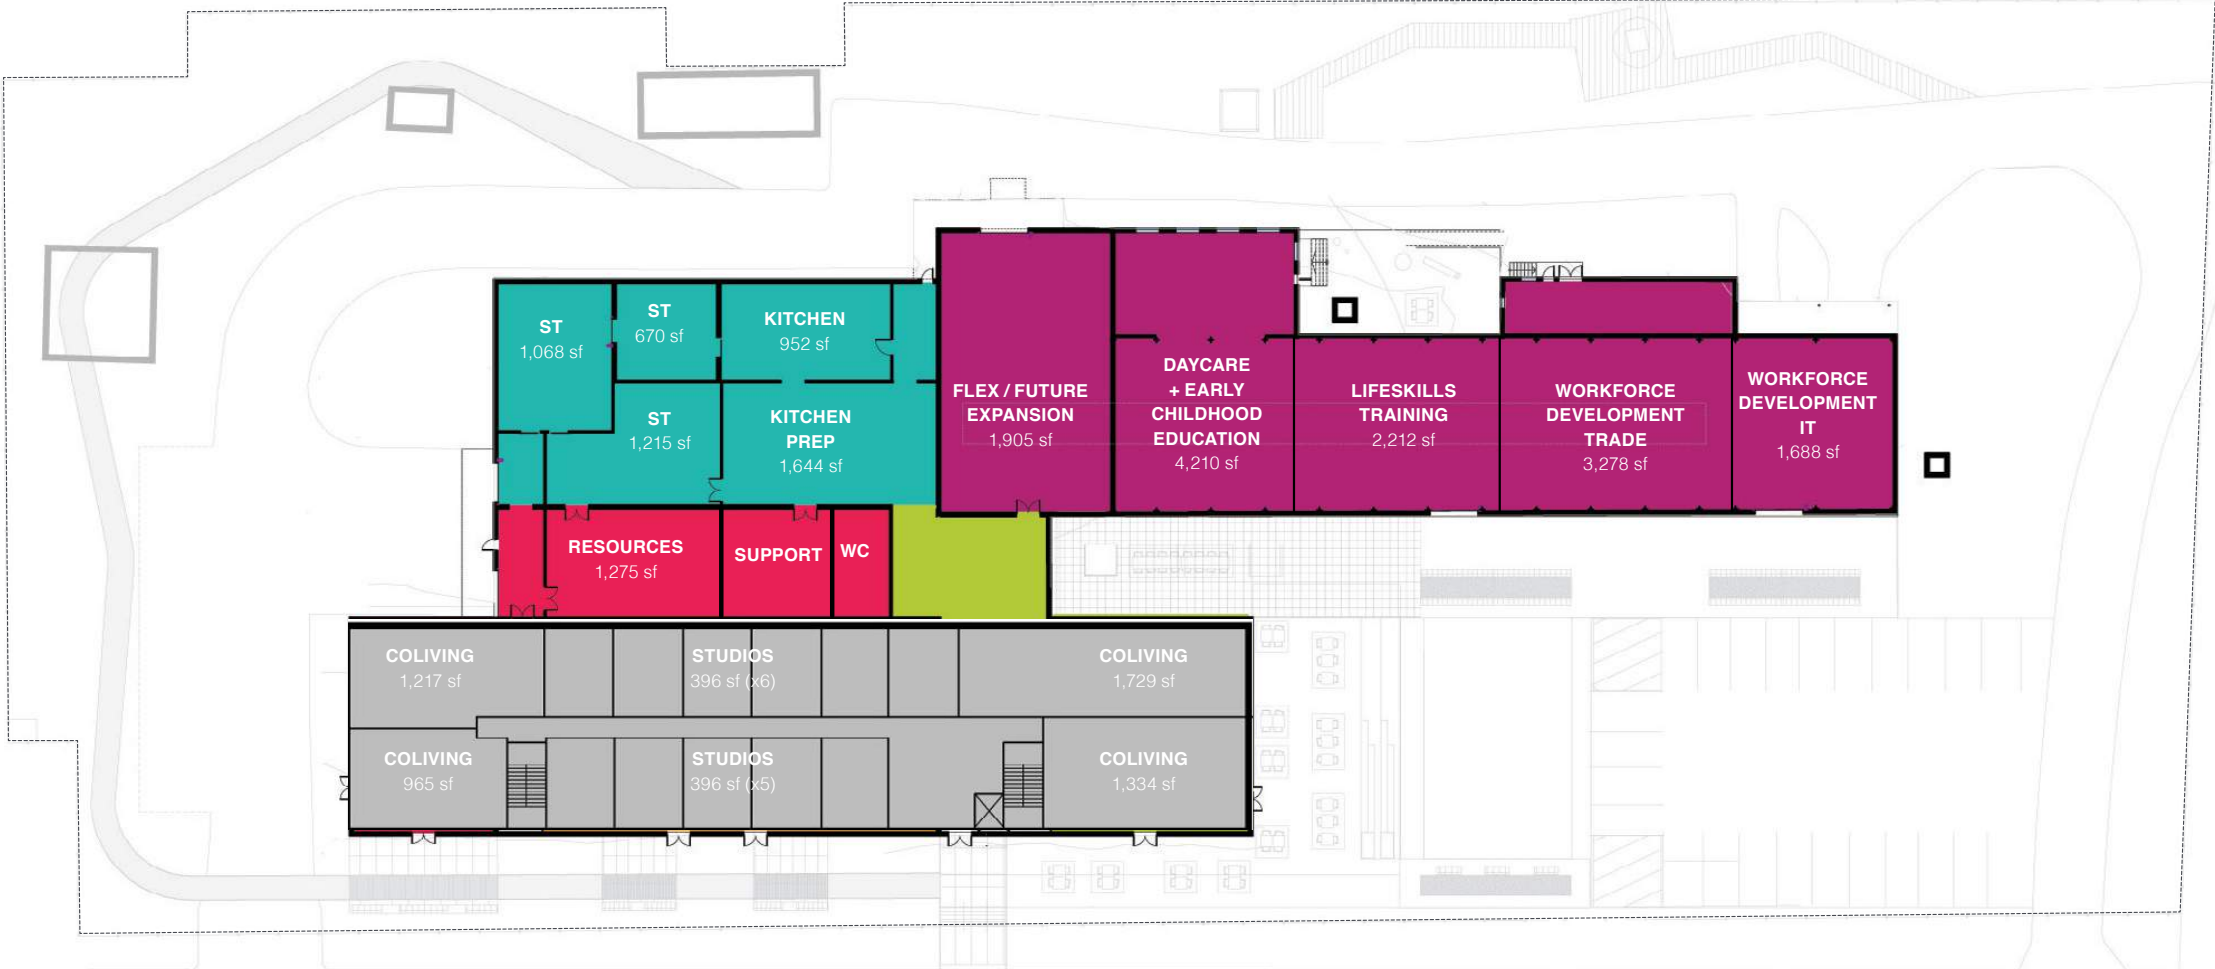 ST
1,068 sf
ST
670 sf
KITCHEN
952 sf
ST
1,215 sf
KITCHEN
PREP
1,644 sf
FLEX / FUTURE
EXPANSION
1,905 sf
DAYCARE
+ EARLY
CHILDHOOD
EDUCATION
4,210 sf
LIFESKILLS
TRAINING
2,212 sf
WORKFORCE
DEVELOPMENT
TRADE
3,278 sf
WORKFORCE
DEVELOPMENT
IT
1,688 sf
RESOURCES
1,275 sf
SUPPORT
WC
COLIVING
1,217 sf
STUDIOS
396 sf (x6)
COLIVING
1,729 sf
COLIVING
965 sf
STUDIOS
396 sf (x5)
COLIVING
1,334 sf